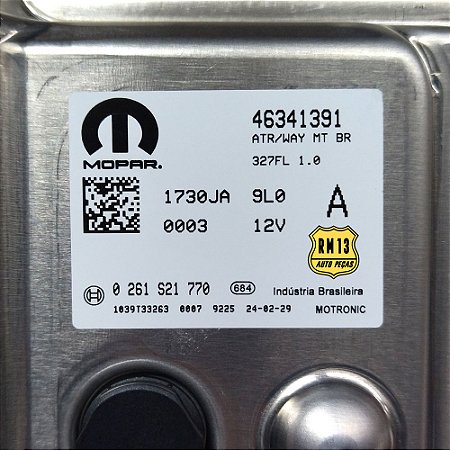 MOPAR.
46341391
ATR/WAY MT BR
327FL 1.0
1730JA 9L0 A
0003 12V
RM13
AUTO PEÇAS
0 261 S21 770 684 Indústria Brasileira
1039T33263 0007 9225 24-02-29 MOTRONIC